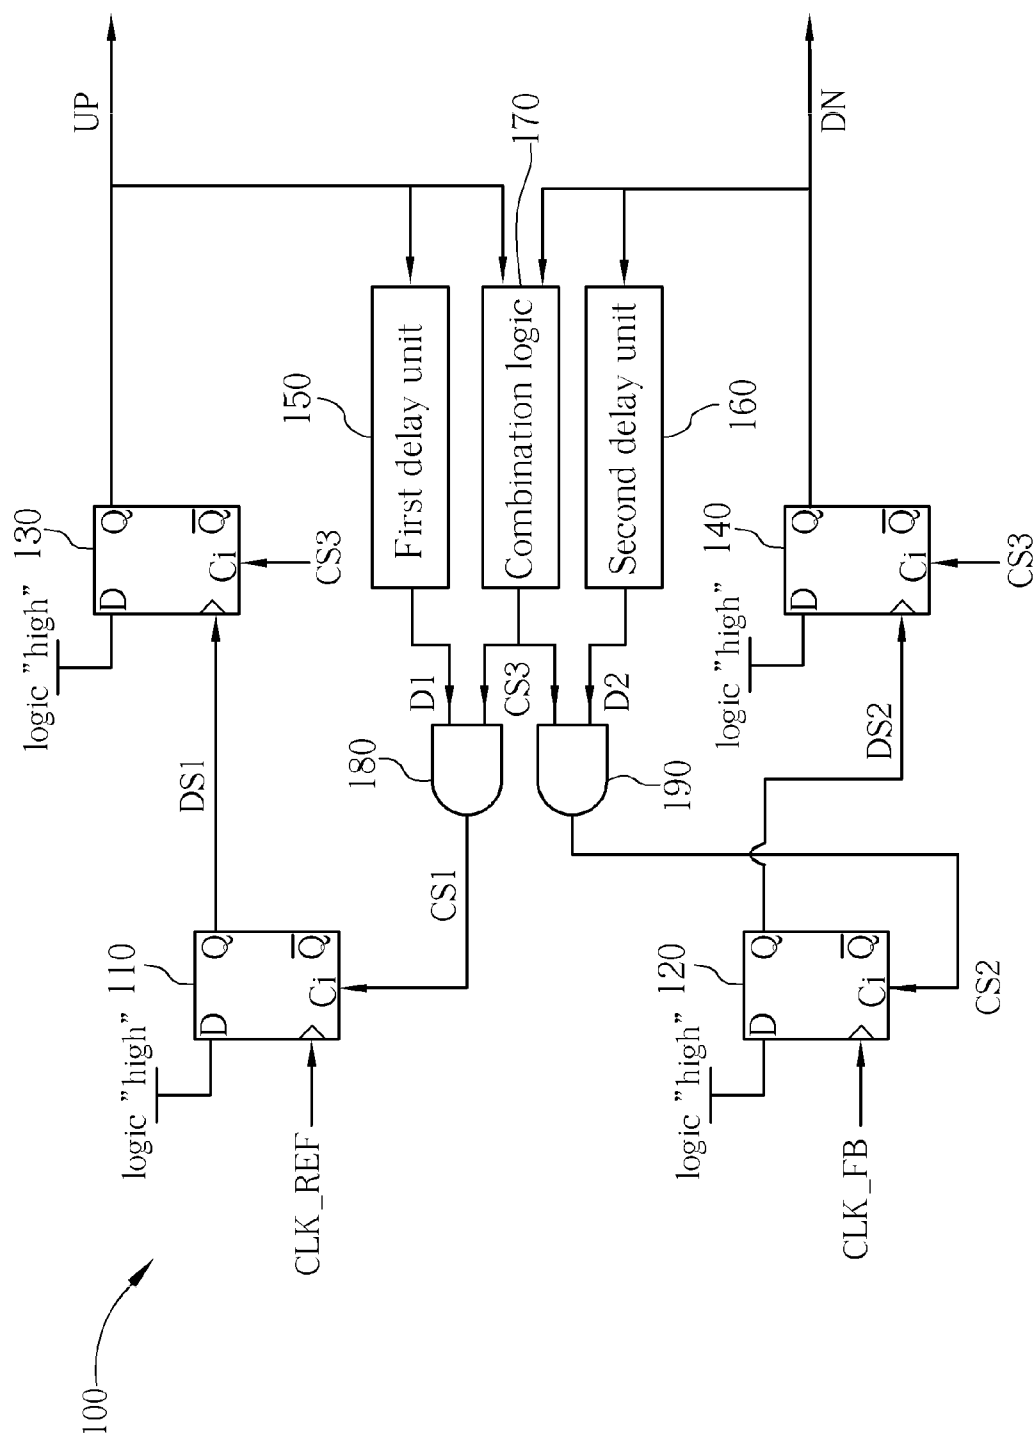 100
logic "high"
110
D
Q
Q
Ci
CLK_REF
DS1
logic "high"
130
D
Q
Q
Ci
CS3
UP
CS1
180
D1
CS3
D2
190
150
First delay unit
Combination logic
170
Second delay unit
160
logic "high"
120
D
Q
Q
Ci
CLK_FB
CS2
DS2
logic "high"
140
D
Q
Q
Ci
CS3
DN